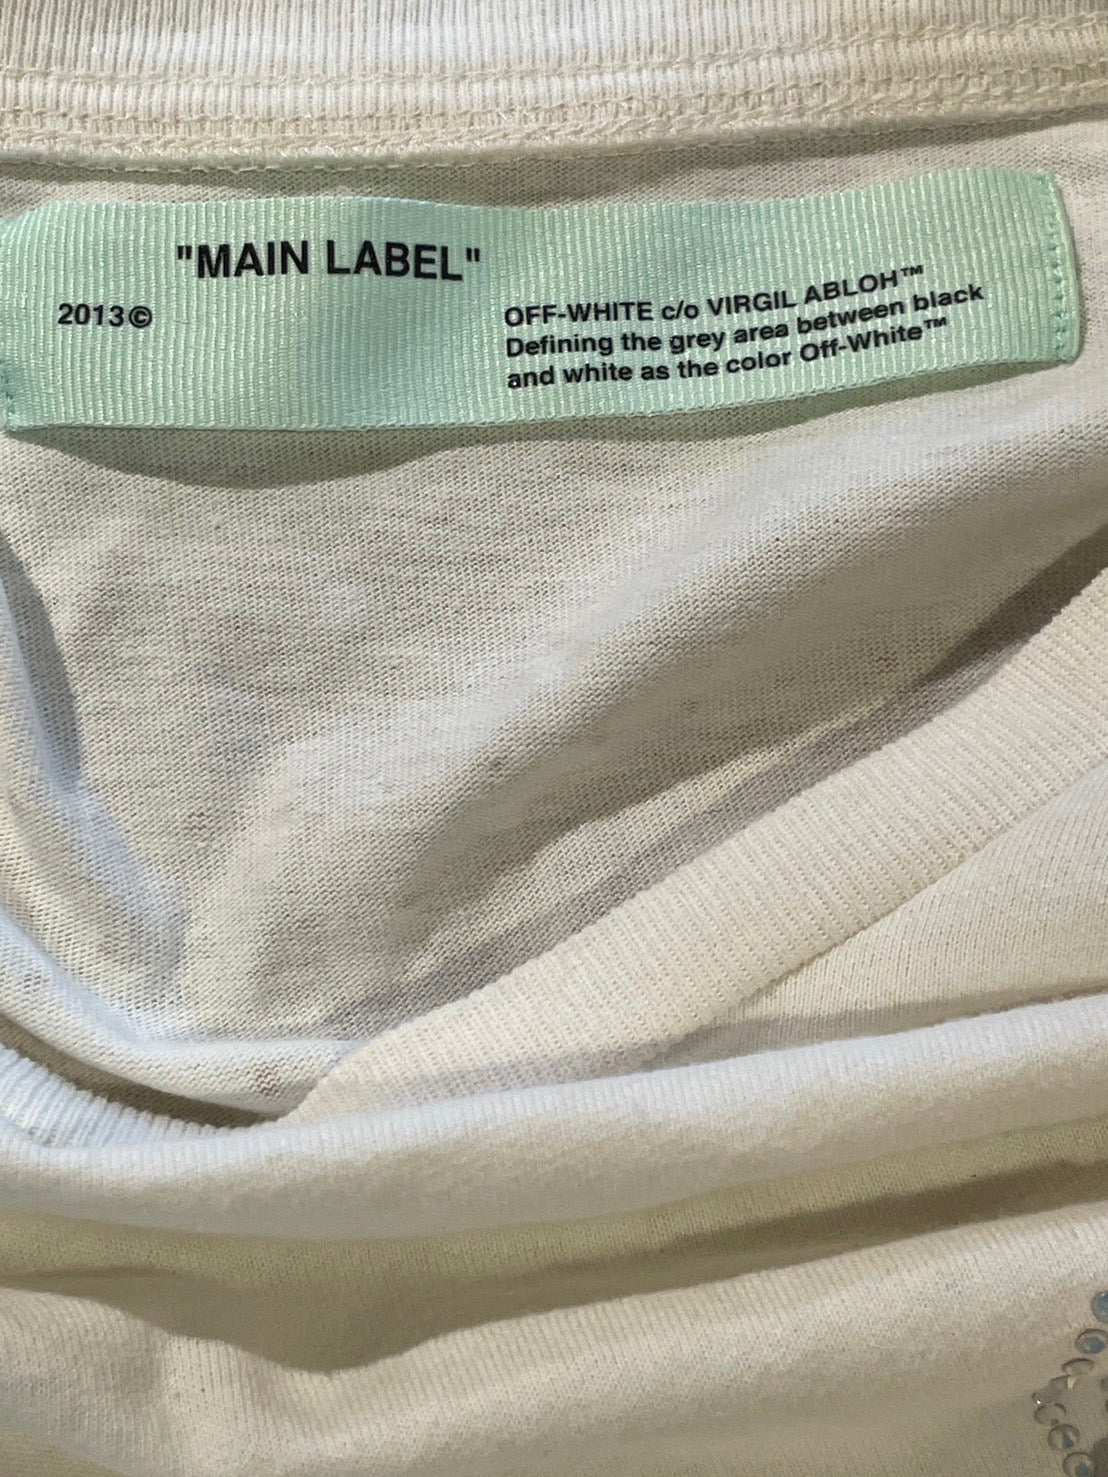 "MAIN LABEL"
2013©
OFF-WHITE c/o VIRGIL ABLOH™
Defining the grey area between black
and white as the color Off-White™